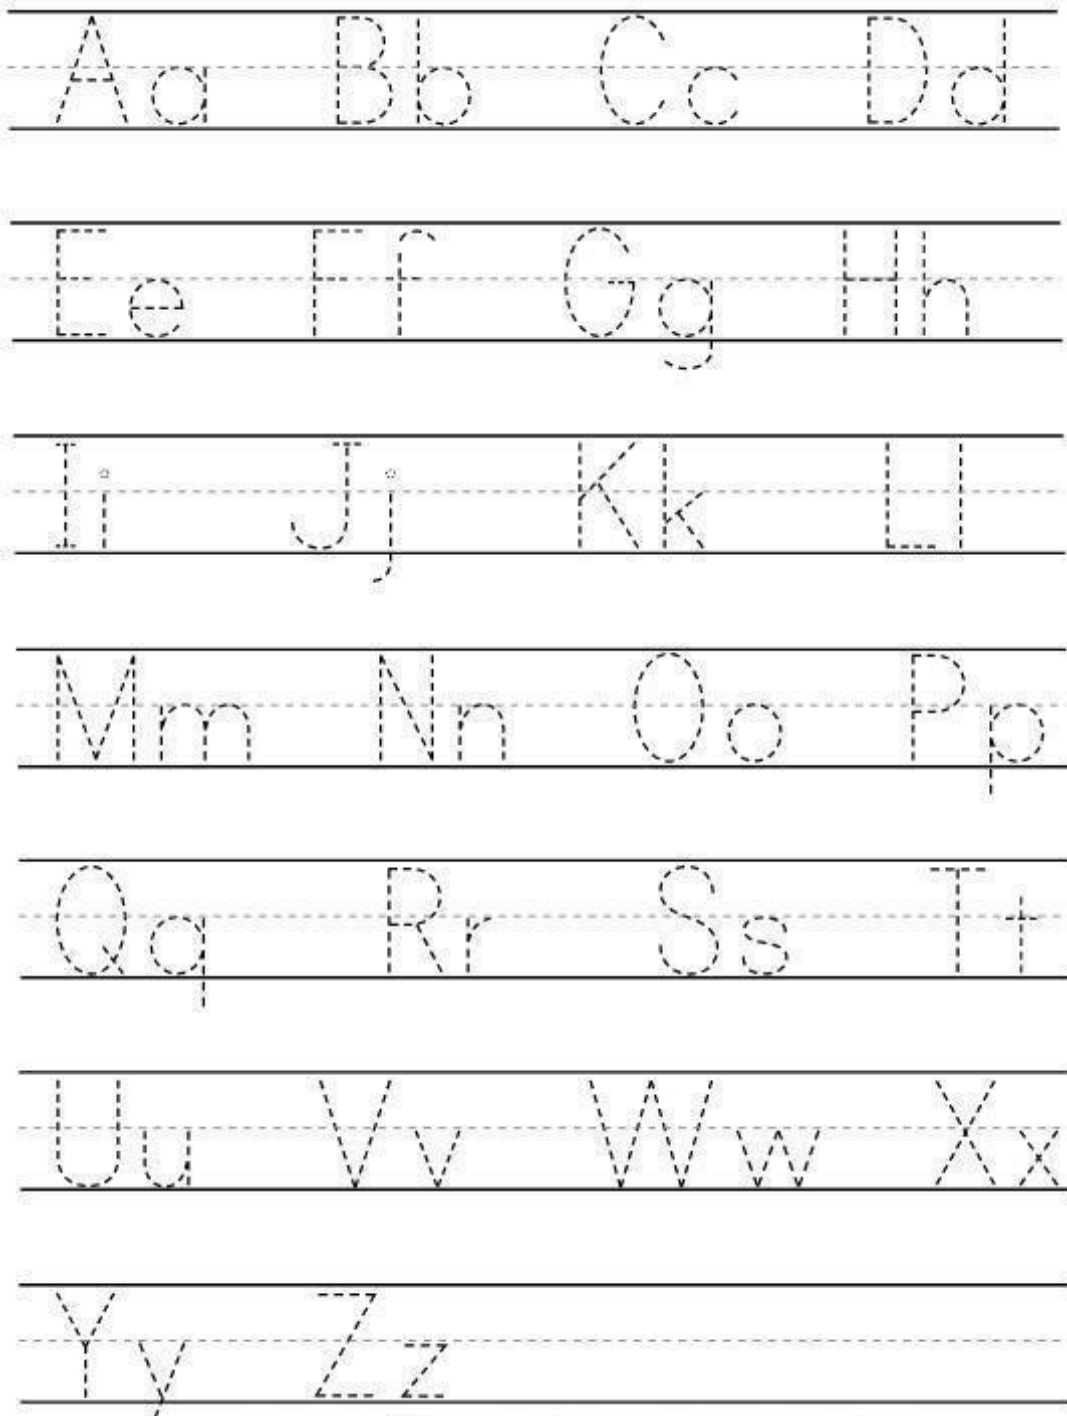 Aa Bb Cc Dd
Ee Ff Gg Hh
Ii Jj Kk Ll
Mm Nn Oo Pp
Qq Rr Ss Tt
Uu Vv Ww Xx
Yy Zz